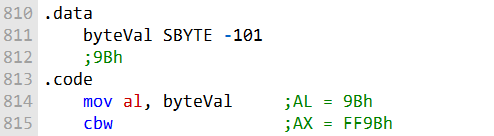 810 .data
811     byteVal SBYTE -101
812     ;9Bh
813 .code
814     mov al, byteVal     ;AL = 9Bh
815     cbw                 ;AX = FF9Bh